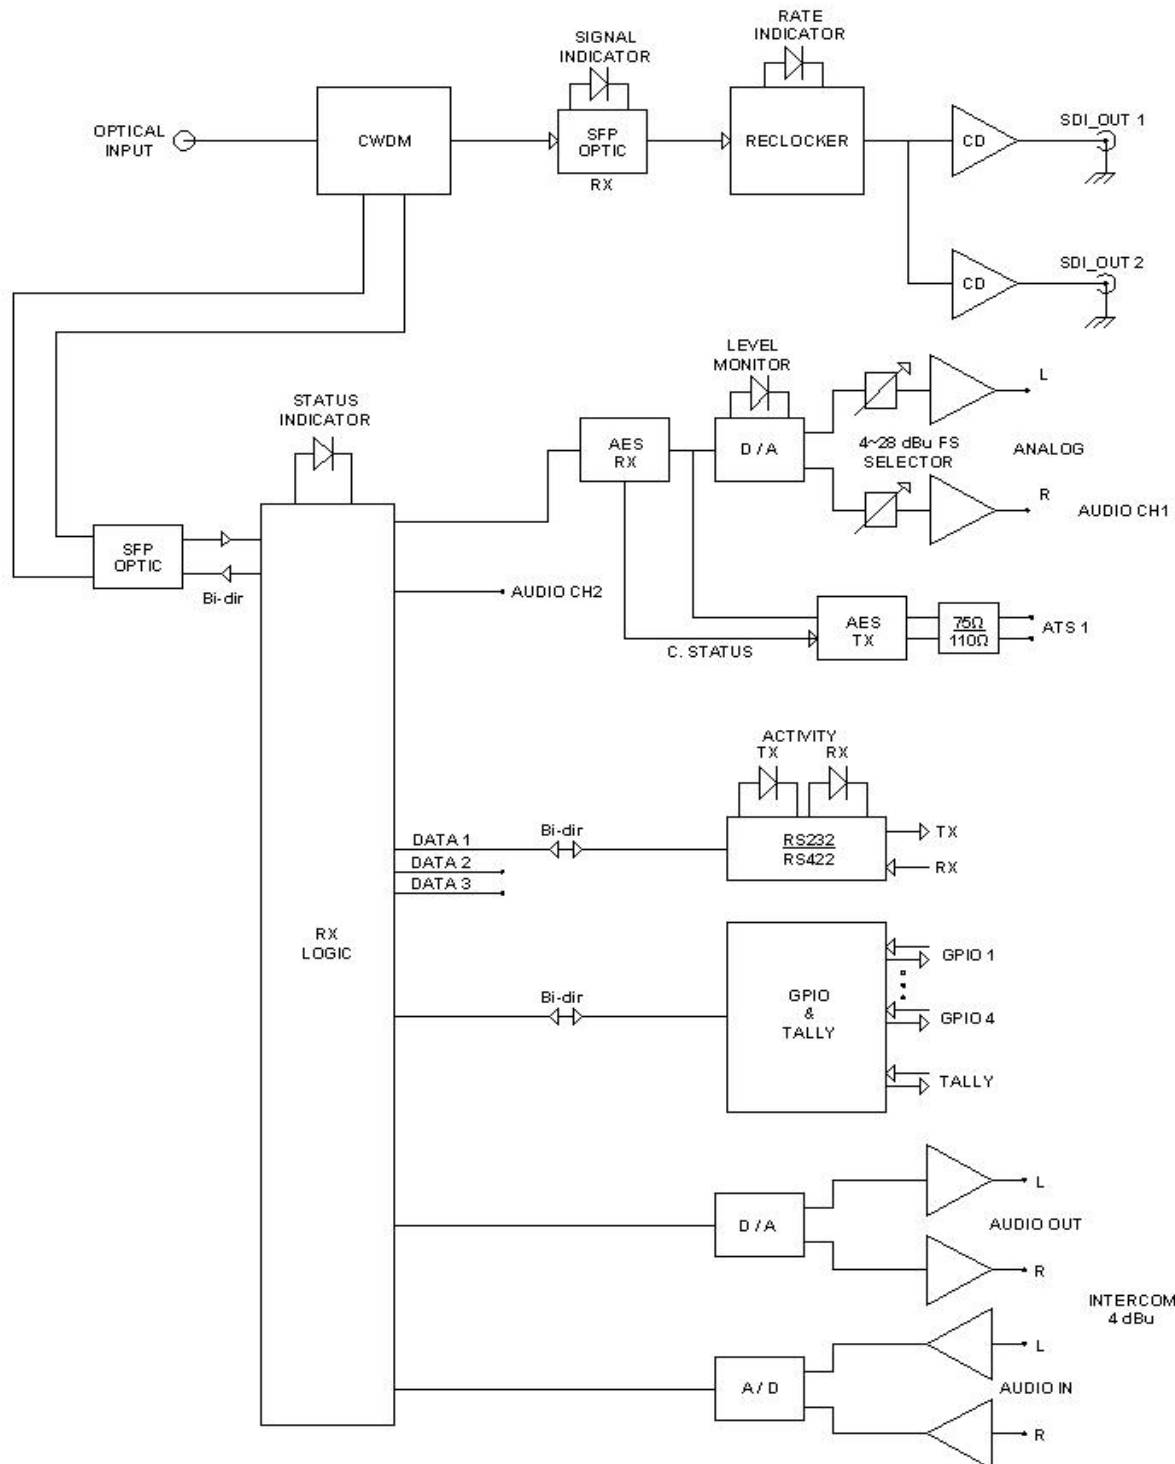 RATE
INDICATOR
SIGNAL
INDICATOR
OPTICAL
INPUT
CWDM
SFP
OPTIC
RX
RECLOCKER
CD
SDI_OUT 1
CD
SDI_OUT 2
LEVEL
MONITOR
STATUS
INDICATOR
AES
RX
D / A
4~28 dBu FS
SELECTOR
L
ANALOG
R
AUDIO CH1
SFP
OPTIC
Bi-dir
AUDIO CH2
AES
TX
75Ω
110Ω
ATS 1
C. STATUS
ACTIVITY
TX
RX
DATA 1
DATA 2
DATA 3
Bi-dir
RS232
RS422
TX
RX
RX
LOGIC
Bi-dir
GPIO
&
TALLY
GPIO 1
GPIO 4
TALLY
D / A
L
AUDIO OUT
R
INTERCOM
4 dBu
A / D
L
AUDIO IN
R